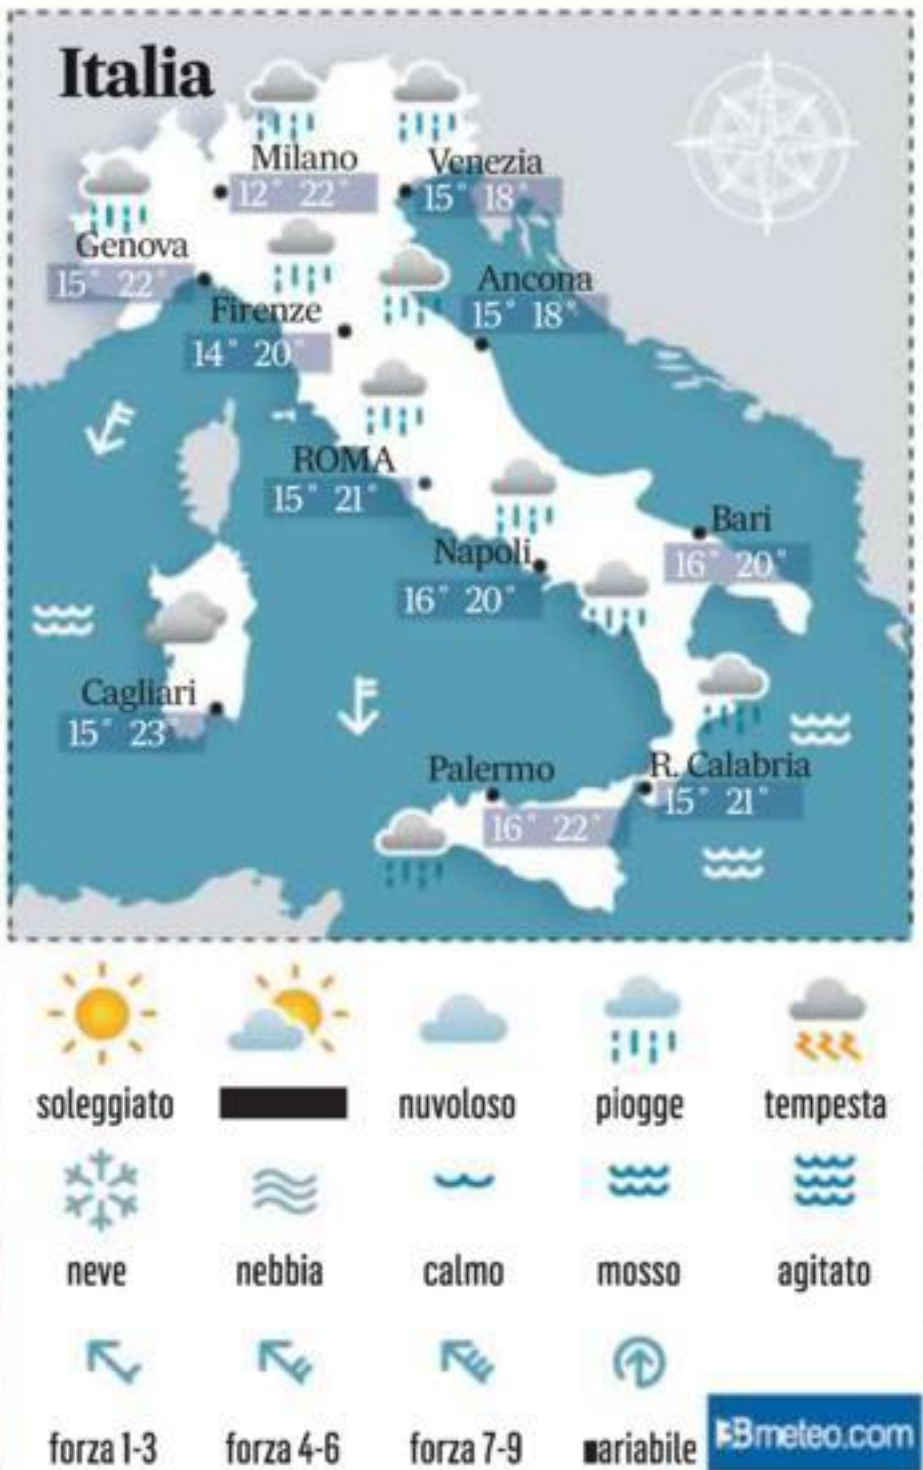 Italia
Milano
12° 22°
Venezia
15° 18°
Genova
15° 22°
Ancona
15° 18°
Firenze
14° 20°
ROMA
15° 21°
Bari
16° 20°
Napoli
16° 20°
Cagliari
15° 23°
Palermo
16° 22°
R. Calabria
15° 21°
soleggiato
nuvoloso
piogge
tempesta
neve
nebbia
calmo
mosso
agitato
forza 1-3
forza 4-6
forza 7-9
ariabile
3Bmeteo.com